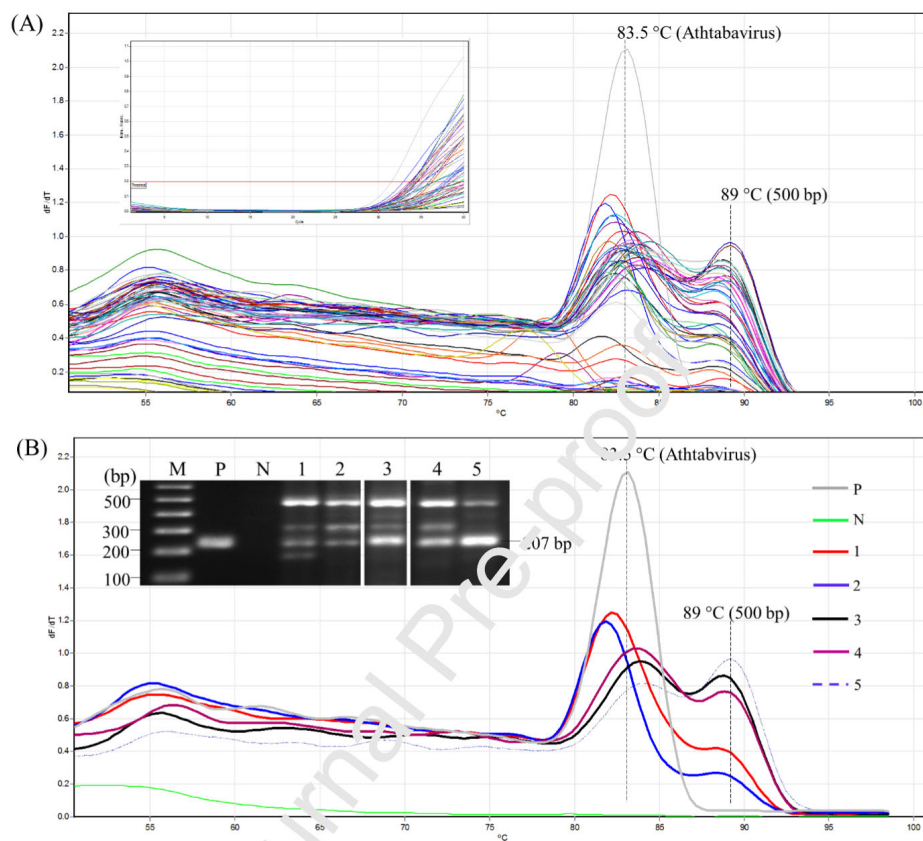 (A)
83.5 °C (Athtabavirus)
89 °C (500 bp)
dF/dT
2.2
2.0
1.8
1.6
1.4
1.2
1.0
0.8
0.6
0.4
0.2
Threshold
Cycle
55 60 65 70 75 80 85 90 95 100
°C
(B)
°C (Athtabvirus)
(bp) M P N 1 2 3 4 5
500
300
200
100
07 bp
89 °C (500 bp)
P
N
1
2
3
4
5
dF/dT
2.2
2.0
1.8
1.6
1.4
1.2
1.0
0.8
0.6
0.4
0.2
0.0
55 60 65 70 75 80 85 90 95 100
°C
urnal Pre-proof